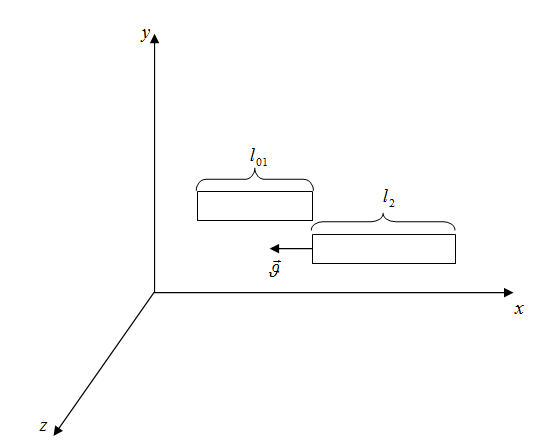 y
l₀₁
l₂
𝜗⃗
x
z